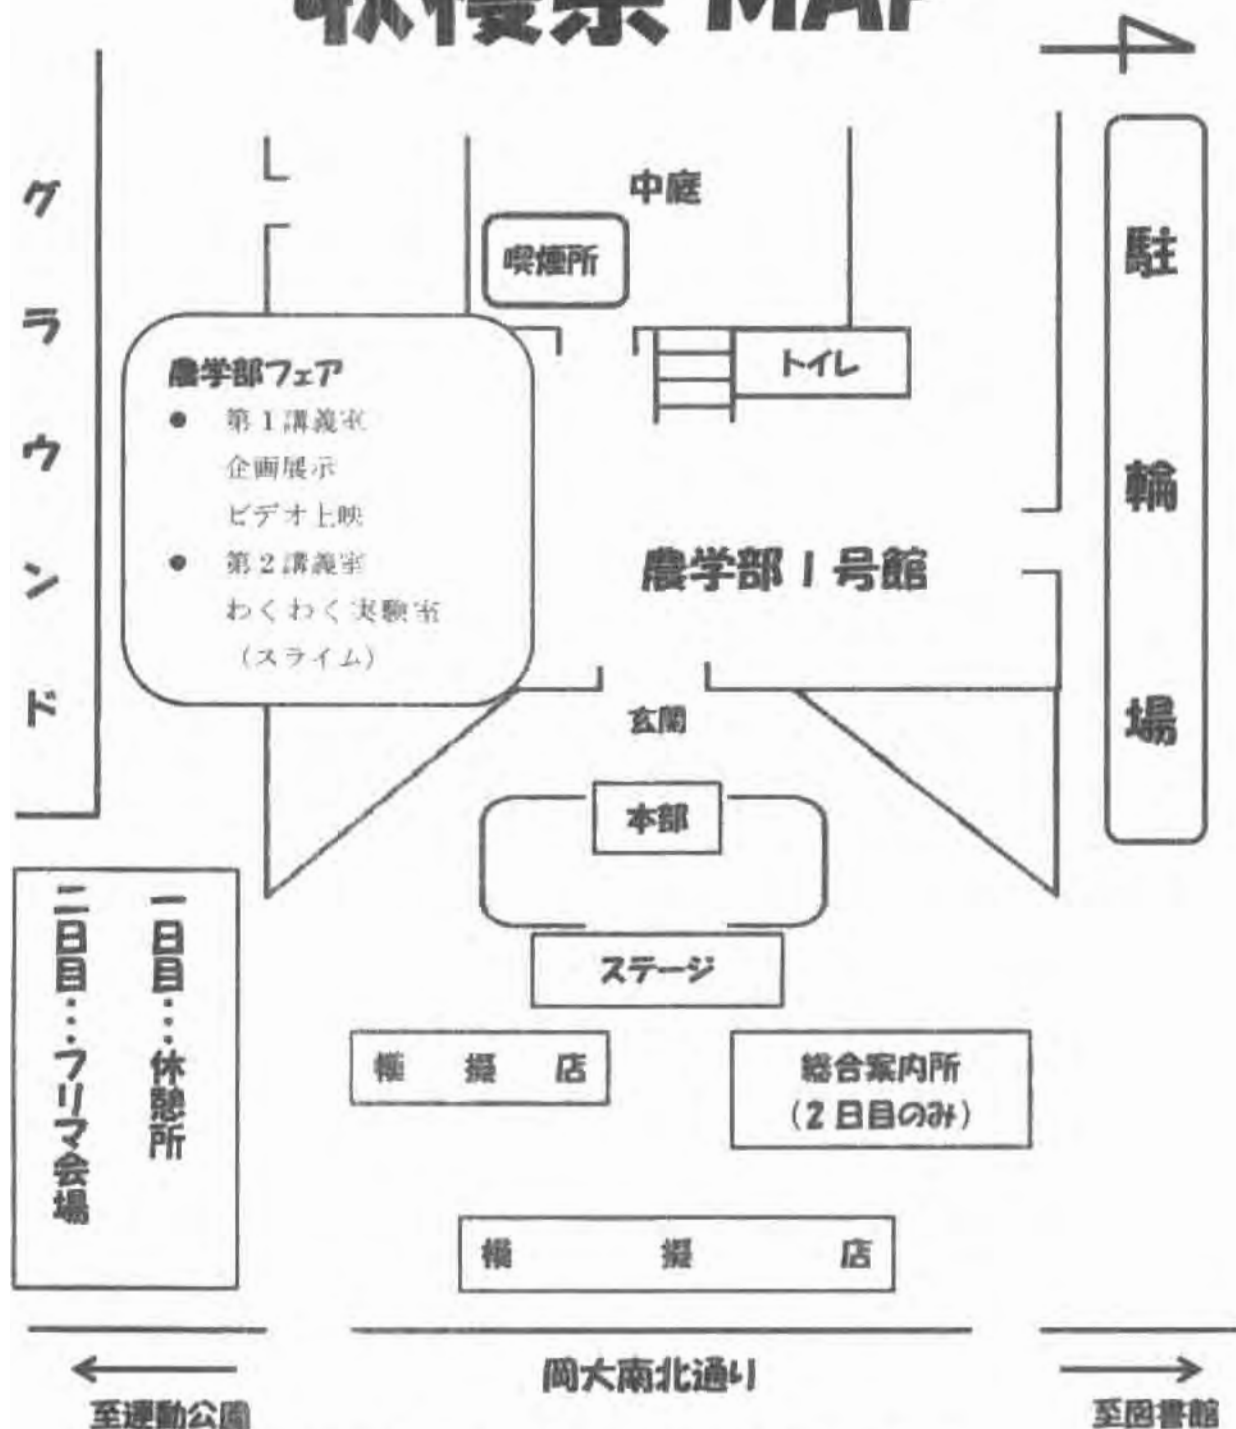 収穫祭 MAP
グラウンド
中庭
喫煙所
駐輪場
トイレ
農学部フェア
● 第1講義室
企画展示
ビデオ上映
● 第2講義室
わくわく実験室
(スライム)
農学部1号館
玄関
本部
ステージ
一日目…休憩所
二日目…フリマ会場
模擬店
総合案内所
(2日目のみ)
模擬店
岡大南北通り
至運動公園
至図書館